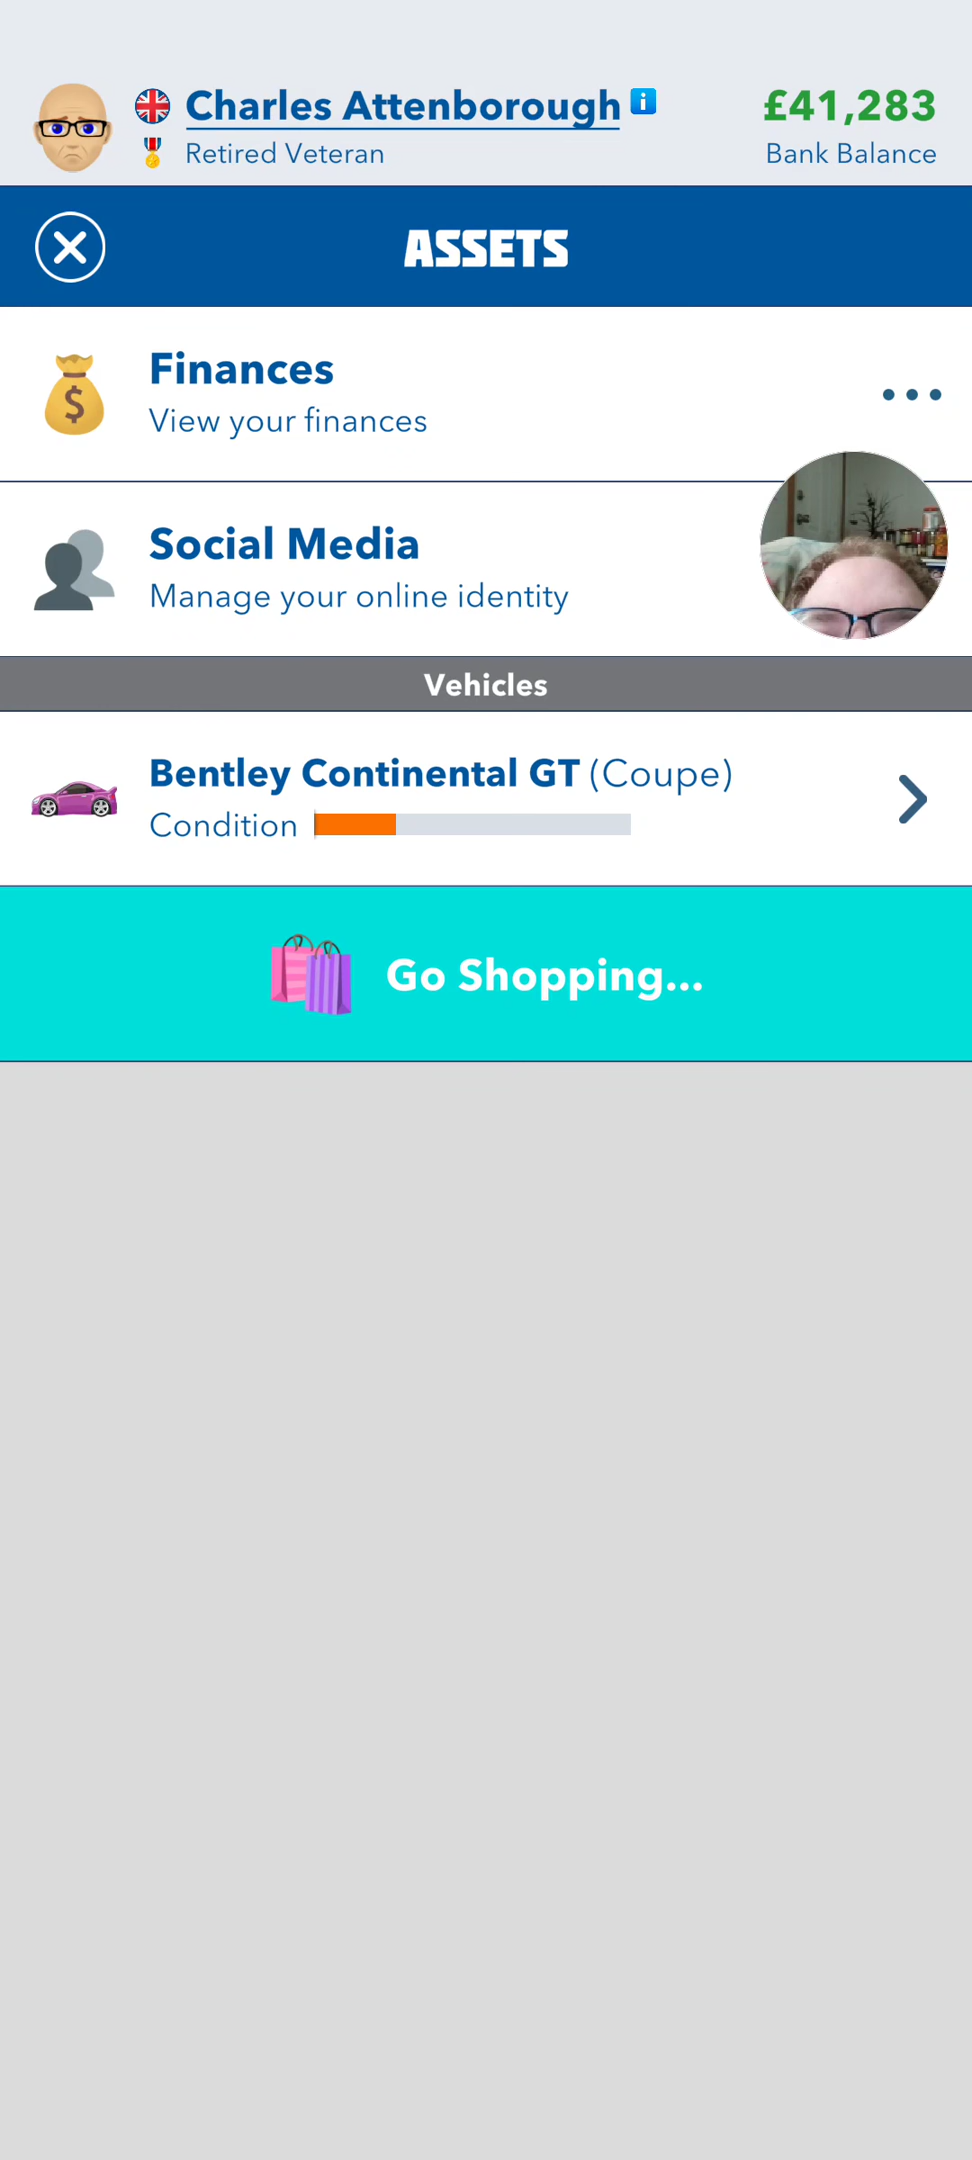 Charles Attenborough i
£41,283
Retired Veteran
Bank Balance
ASSETS
Finances
View your finances
Social Media
Manage your online identity
Vehicles
Bentley Continental GT (Coupe)
Condition
Go Shopping...